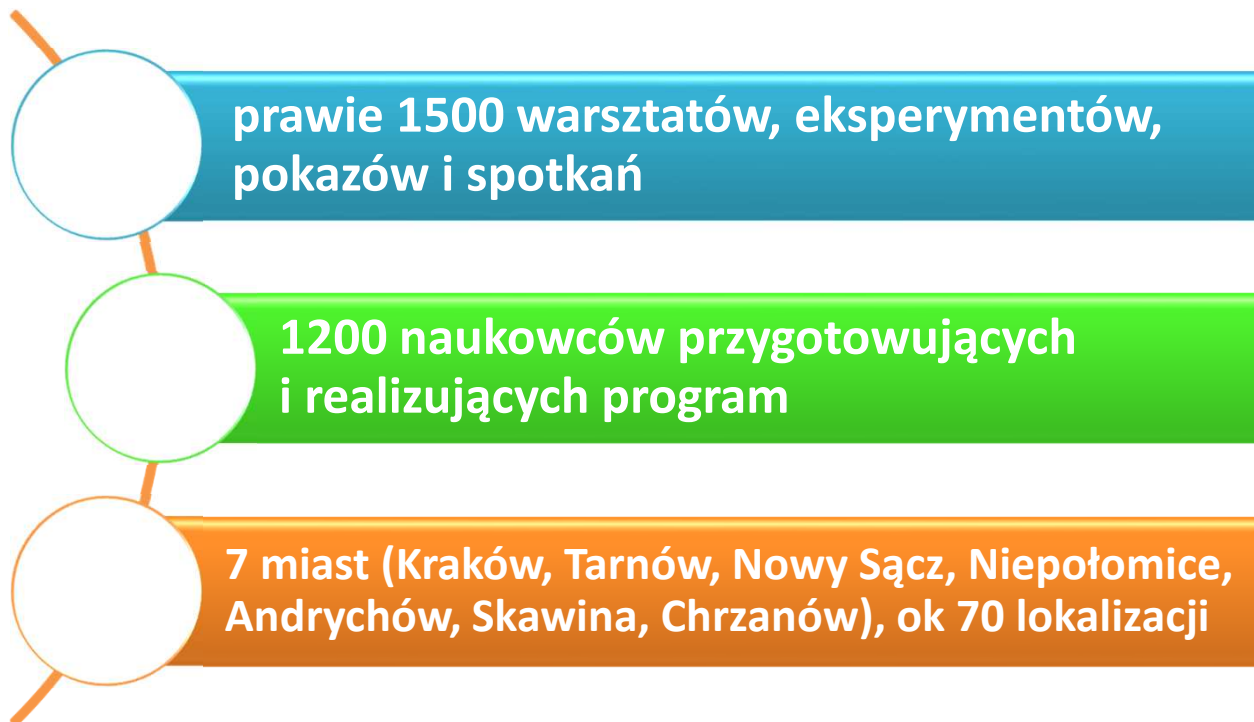 prawie 1500 warsztatów, eksperymentów,
pokazów i spotkań
1200 naukowców przygotowujących
i realizujących program
7 miast (Kraków, Tarnów, Nowy Sącz, Niepołomice,
Andrychów, Skawina, Chrzanów), ok 70 lokalizacji